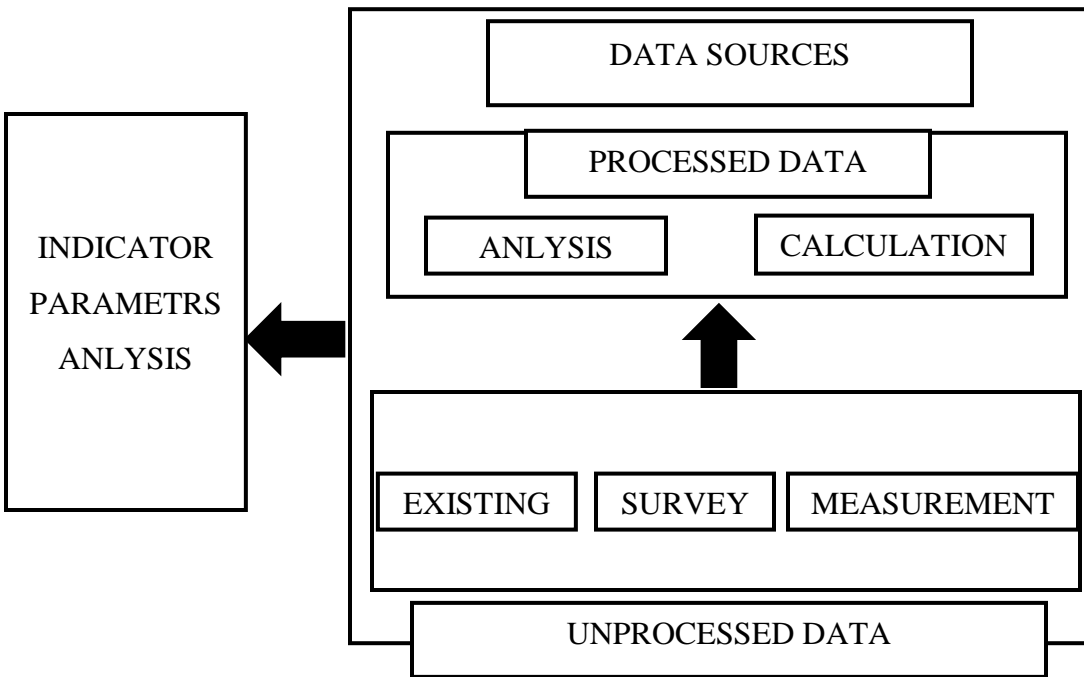 DATA SOURCES
PROCESSED DATA
ANLYSIS
CALCULATION
INDICATOR
PARAMETRS
ANLYSIS
EXISTING
SURVEY
MEASUREMENT
UNPROCESSED DATA